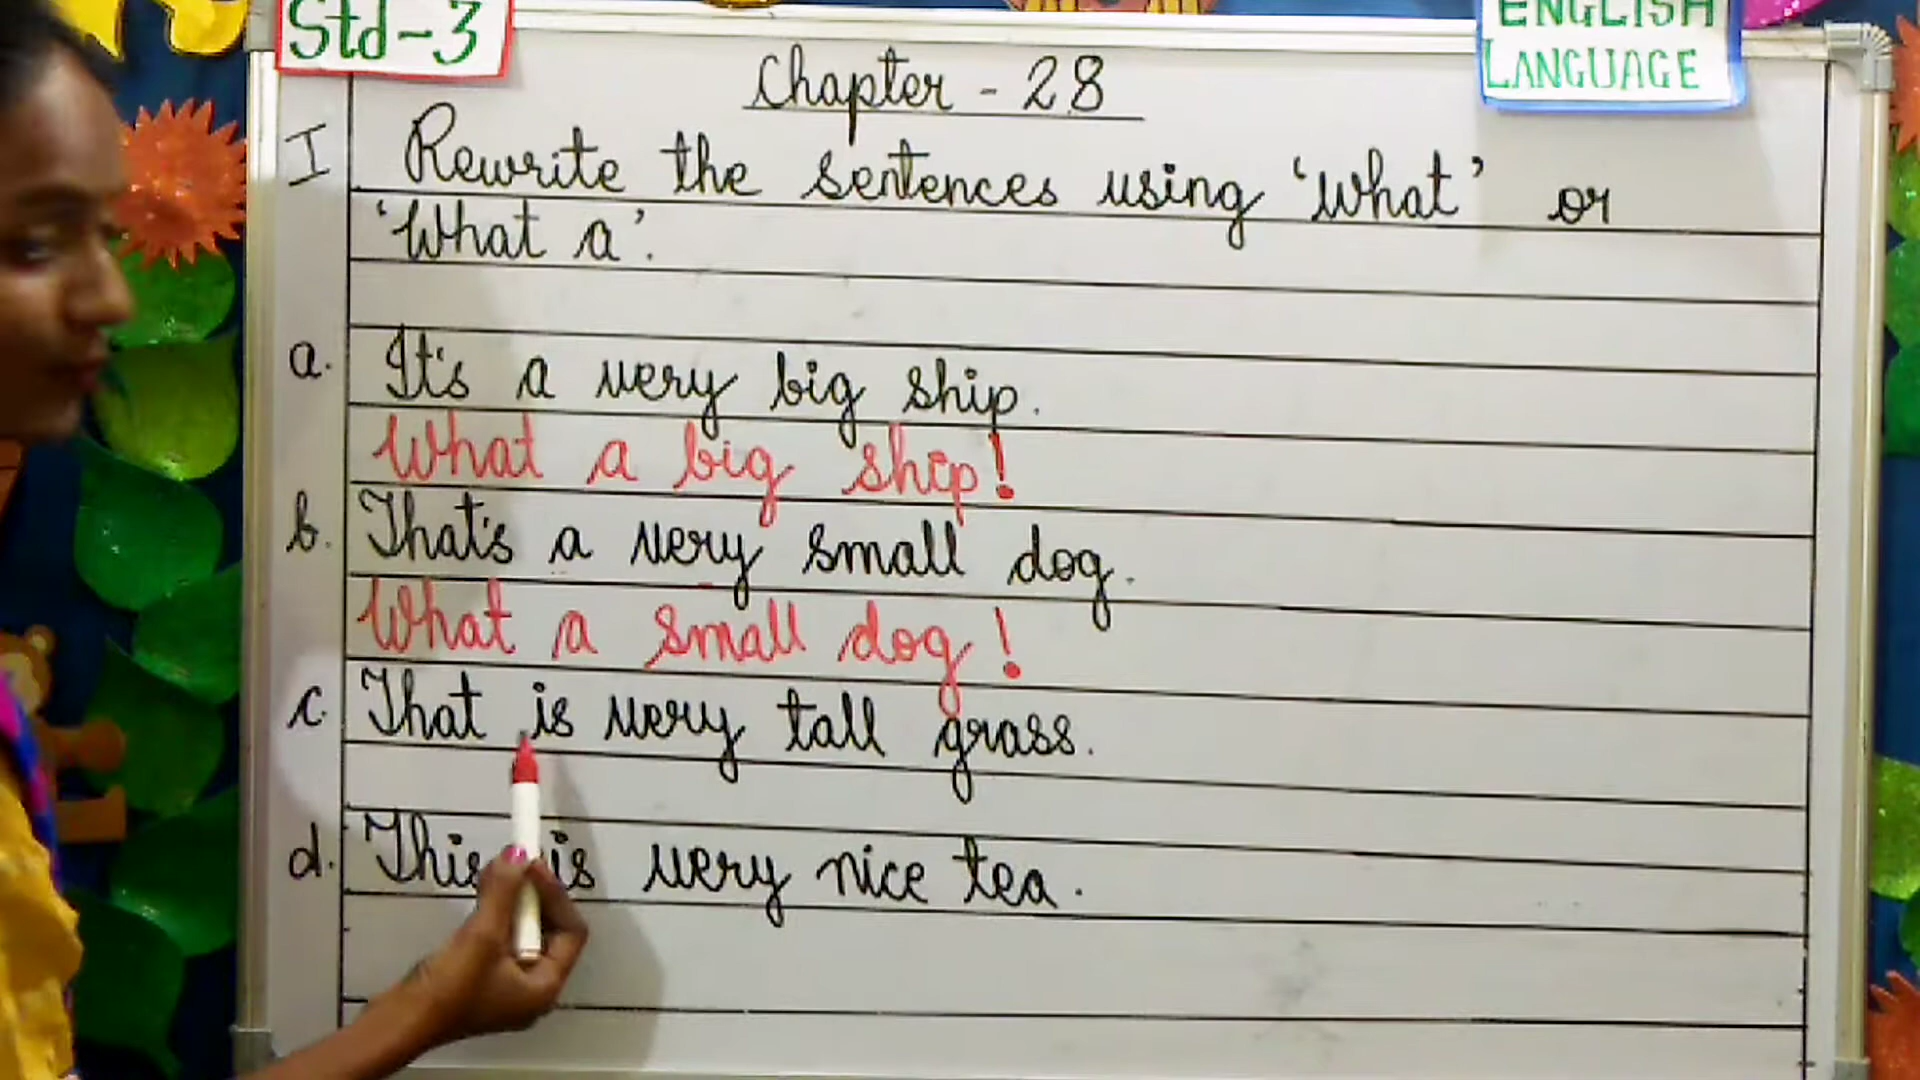 Std-3
ENGLISH
LANGUAGE
Chapter - 28
I Rewrite the sentences using 'what' or
'What a'.
a. It's a very big ship.
What a big ship!
b. That's a very small dog.
What a small dog!
c. That is very tall grass.
d. This is very nice tea.